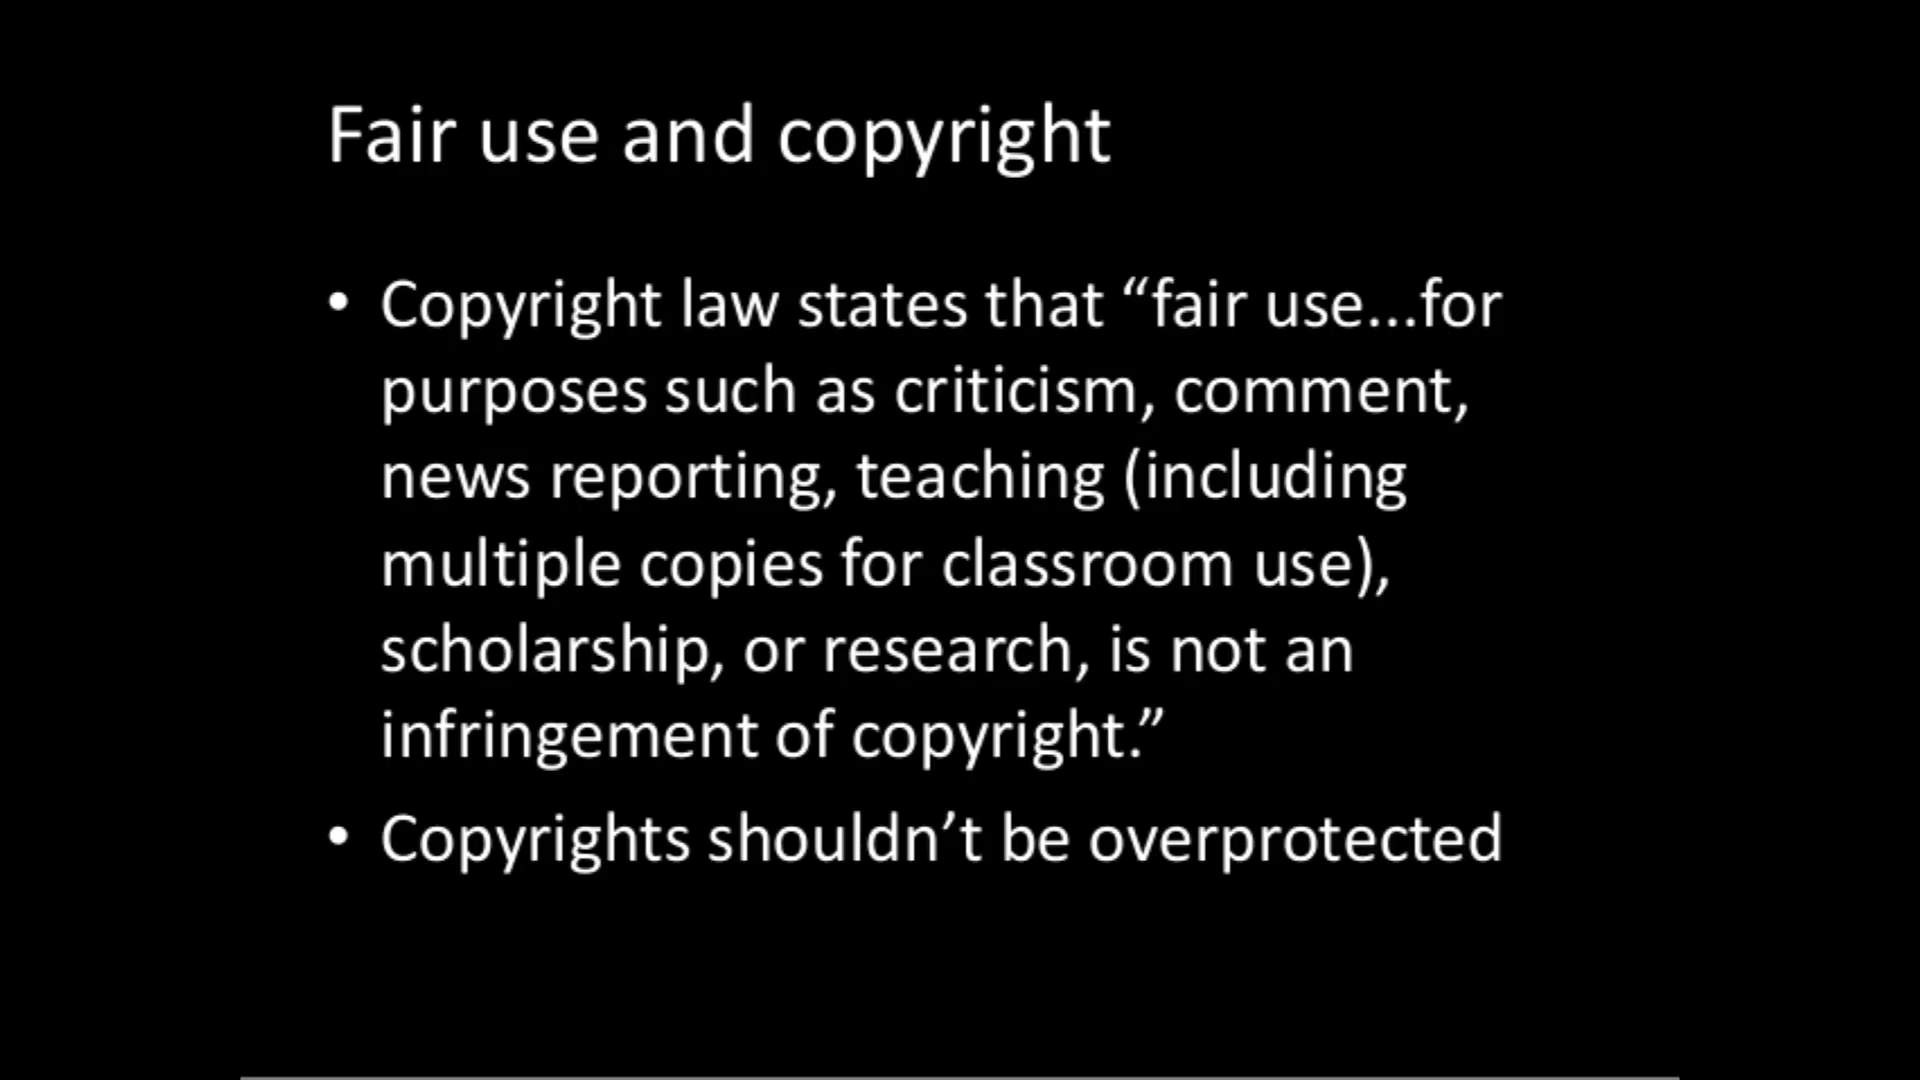 Fair use and copyright
• Copyright law states that “fair use...for
purposes such as criticism, comment,
news reporting, teaching (including
multiple copies for classroom use),
scholarship, or research, is not an
infringement of copyright.”
• Copyrights shouldn’t be overprotected